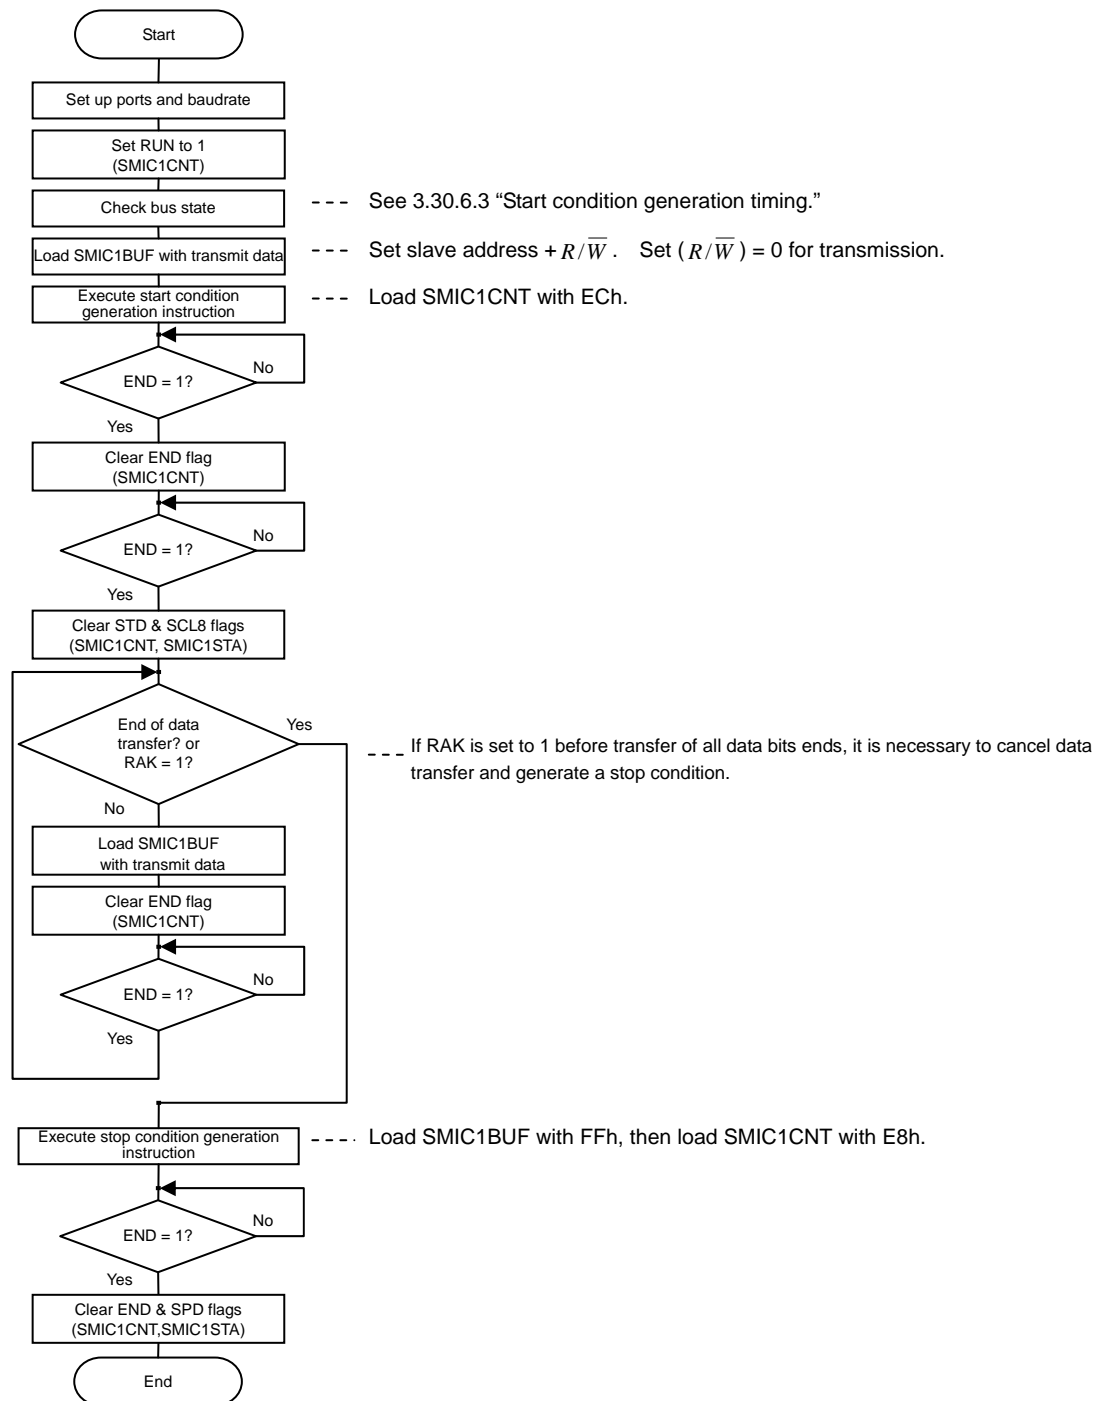 Start
Set up ports and baudrate
Set RUN to 1
(SMIC1CNT)
Check bus state
See 3.30.6.3 “Start condition generation timing.”
Load SMIC1BUF with transmit data
Set slave address + R/W̅. Set (R/W̅) = 0 for transmission.
Execute start condition
generation instruction
Load SMIC1CNT with ECh.
END = 1?
No
Yes
Clear END flag
(SMIC1CNT)
END = 1?
No
Yes
Clear STD & SCL8 flags
(SMIC1CNT, SMIC1STA)
End of data
transfer? or
RAK = 1?
Yes
If RAK is set to 1 before transfer of all data bits ends, it is necessary to cancel data
transfer and generate a stop condition.
No
Load SMIC1BUF
with transmit data
Clear END flag
(SMIC1CNT)
END = 1?
No
Yes
Execute stop condition generation
instruction
Load SMIC1BUF with FFh, then load SMIC1CNT with E8h.
END = 1?
No
Yes
Clear END & SPD flags
(SMIC1CNT,SMIC1STA)
End